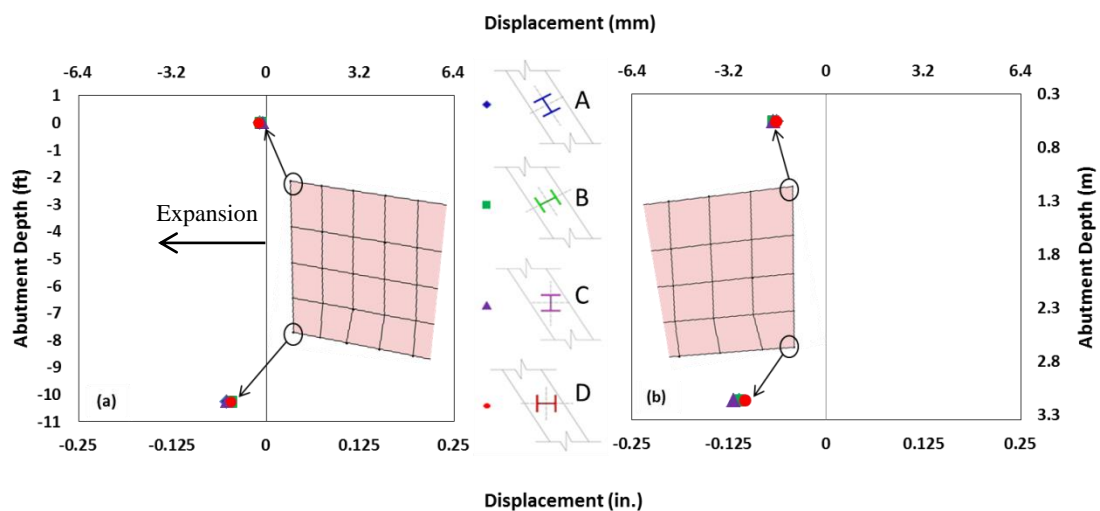 Displacement (mm)
-6.4 -3.2 0 3.2 6.4
-6.4 -3.2 0 3.2 6.4
Abutment Depth (ft)
1
0
-1
-2
-3
-4
-5
-6
-7
-8
-9
-10
-11
Expansion
(a)
-0.25 -0.125 0 0.125 0.25
A
B
C
D
(b)
0.3
0.8
1.3
1.8
2.3
2.8
3.3
Abutment Depth (m)
-0.25 -0.125 0 0.125 0.25
Displacement (in.)